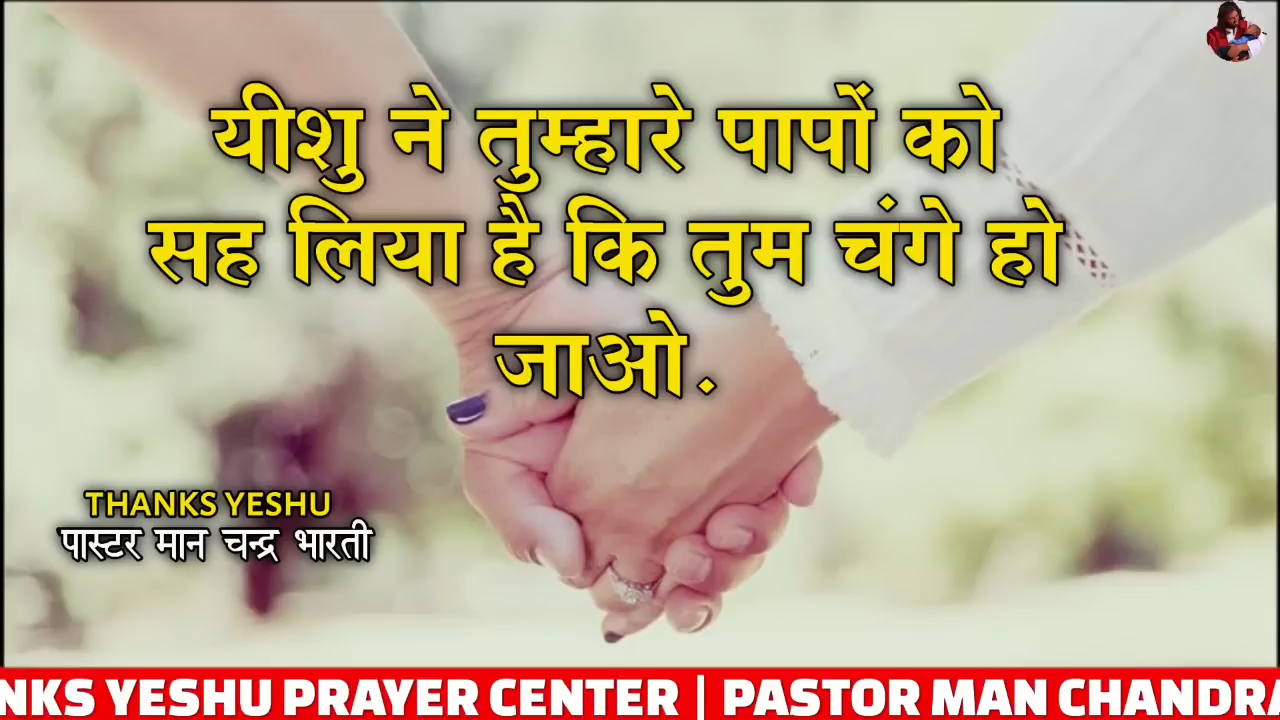 यीशु ने तुम्हारे पापों को
सह लिया है कि तुम चंगे हो
जाओ.
THANKS YESHU
पास्टर मान चन्द्र भारती
NKS YESHU PRAYER CENTER | PASTOR MAN CHANDRA